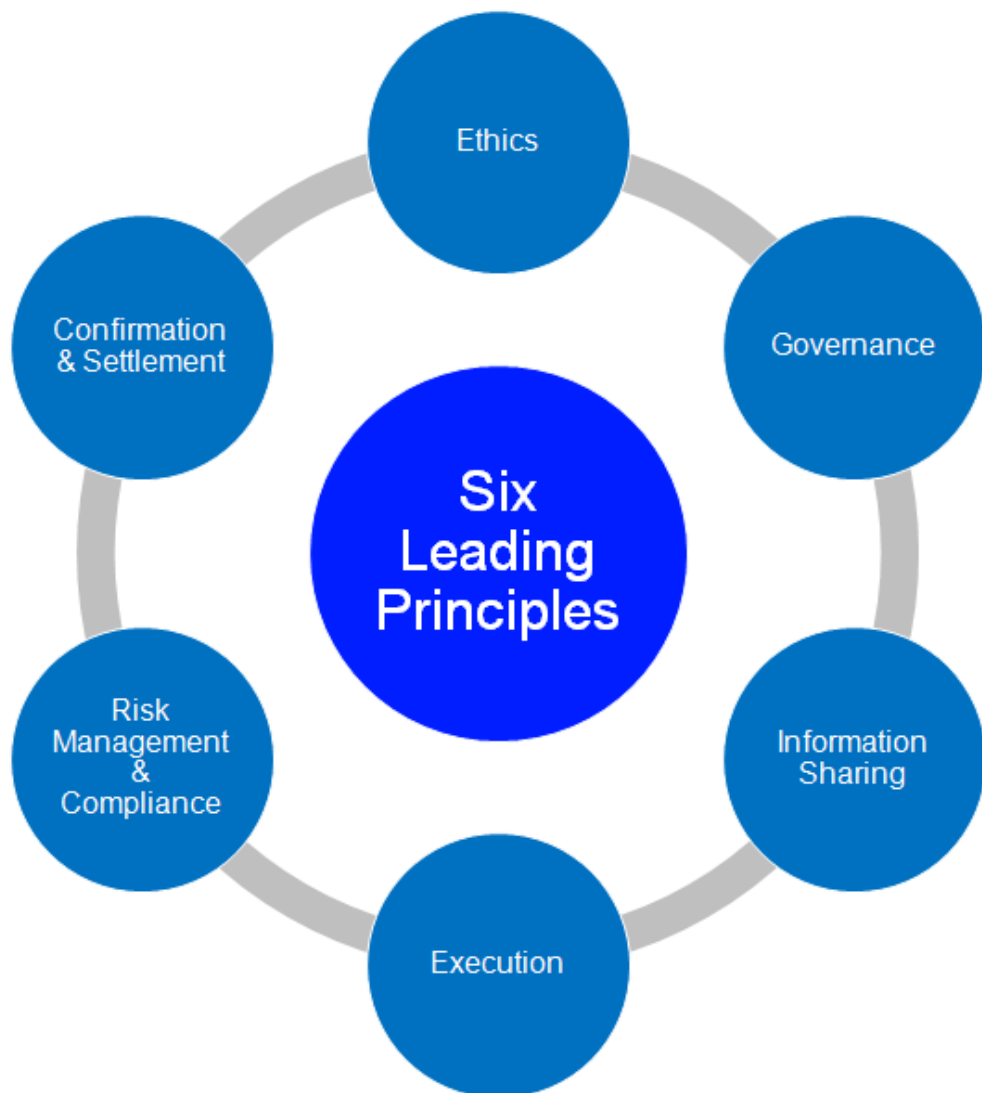 Ethics
Governance
Information
Sharing
Execution
Risk
Management
&
Compliance
Confirmation
& Settlement
Six
Leading
Principles